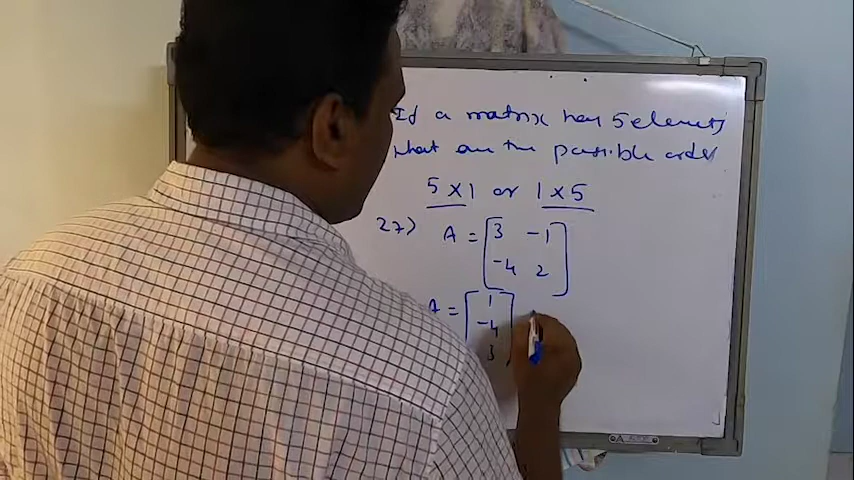 If a matrix has 5 elements
what are the possible order
5 x 1 or 1 x 5
27) A = [3 -1
-4 2]
A = [1
-4
3]